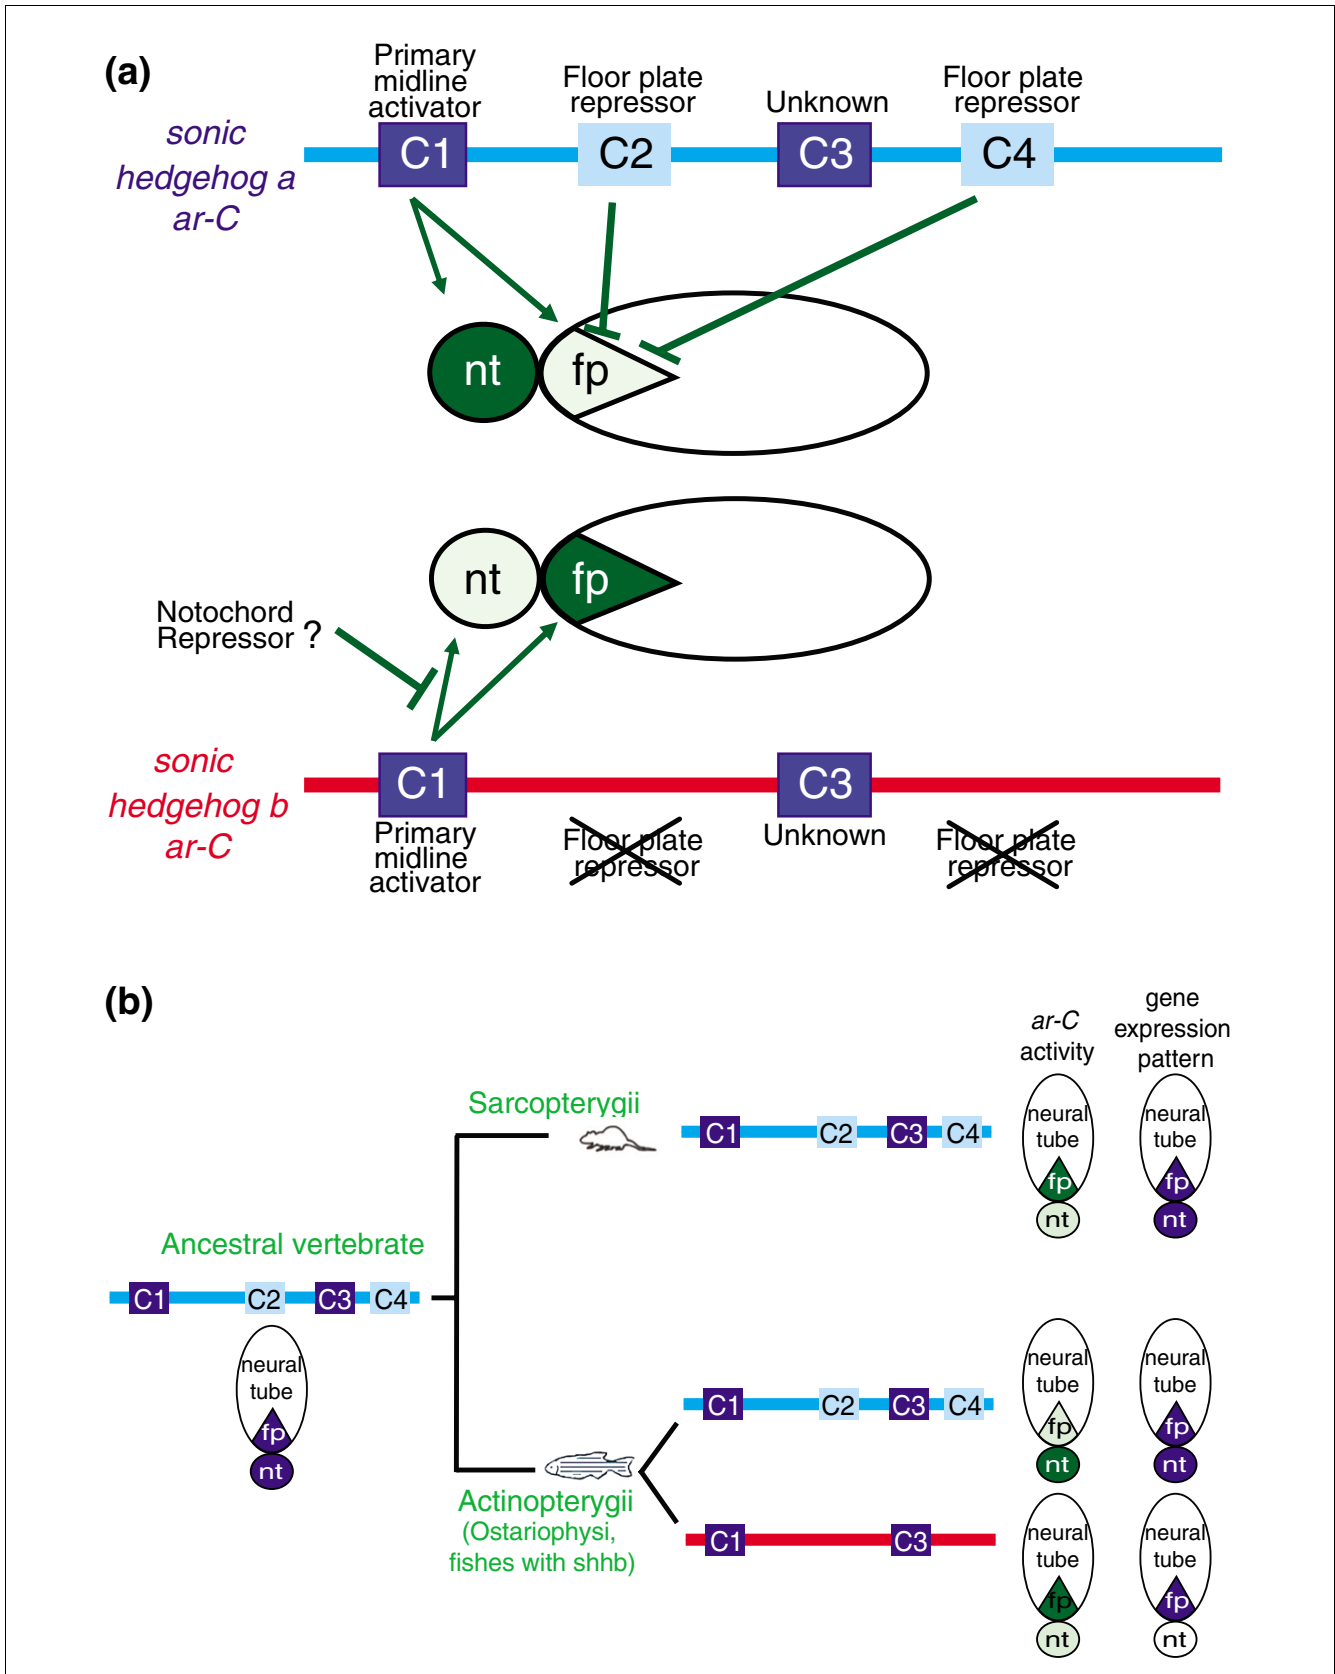 (a)
Primary
midline
activator
Floor plate
repressor
Unknown
Floor plate
repressor
sonic
hedgehog a
ar-C
C1
C2
C3
C4
nt
fp
nt
fp
Notochord
Repressor ?
sonic
hedgehog b
ar-C
C1
C3
Primary
midline
activator
Floor plate
repressor
Unknown
Floor plate
repressor
(b)
ar-C
activity
gene
expression
pattern
Sarcopterygii
C1
C2
C3
C4
neural
tube
fp
nt
neural
tube
fp
nt
Ancestral vertebrate
C1
C2
C3
C4
neural
tube
fp
nt
C1
C2
C3
C4
neural
tube
fp
nt
neural
tube
fp
nt
Actinopterygii
(Ostariophysi,
fishes with shhb)
C1
C3
neural
tube
fp
nt
neural
tube
fp
nt